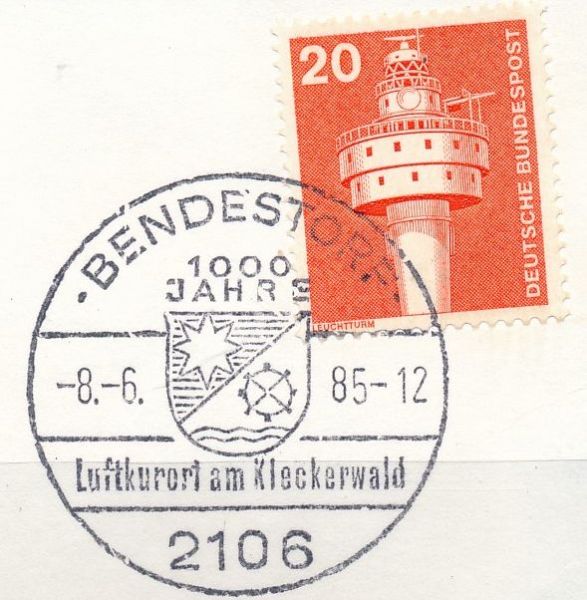 20
DEUTSCHE BUNDESPOST
LEUCHTTURM
BENDESTORF
1000
JAHRE
-8.-6. 85-12
Luftkurort am Kleckerwald
2106